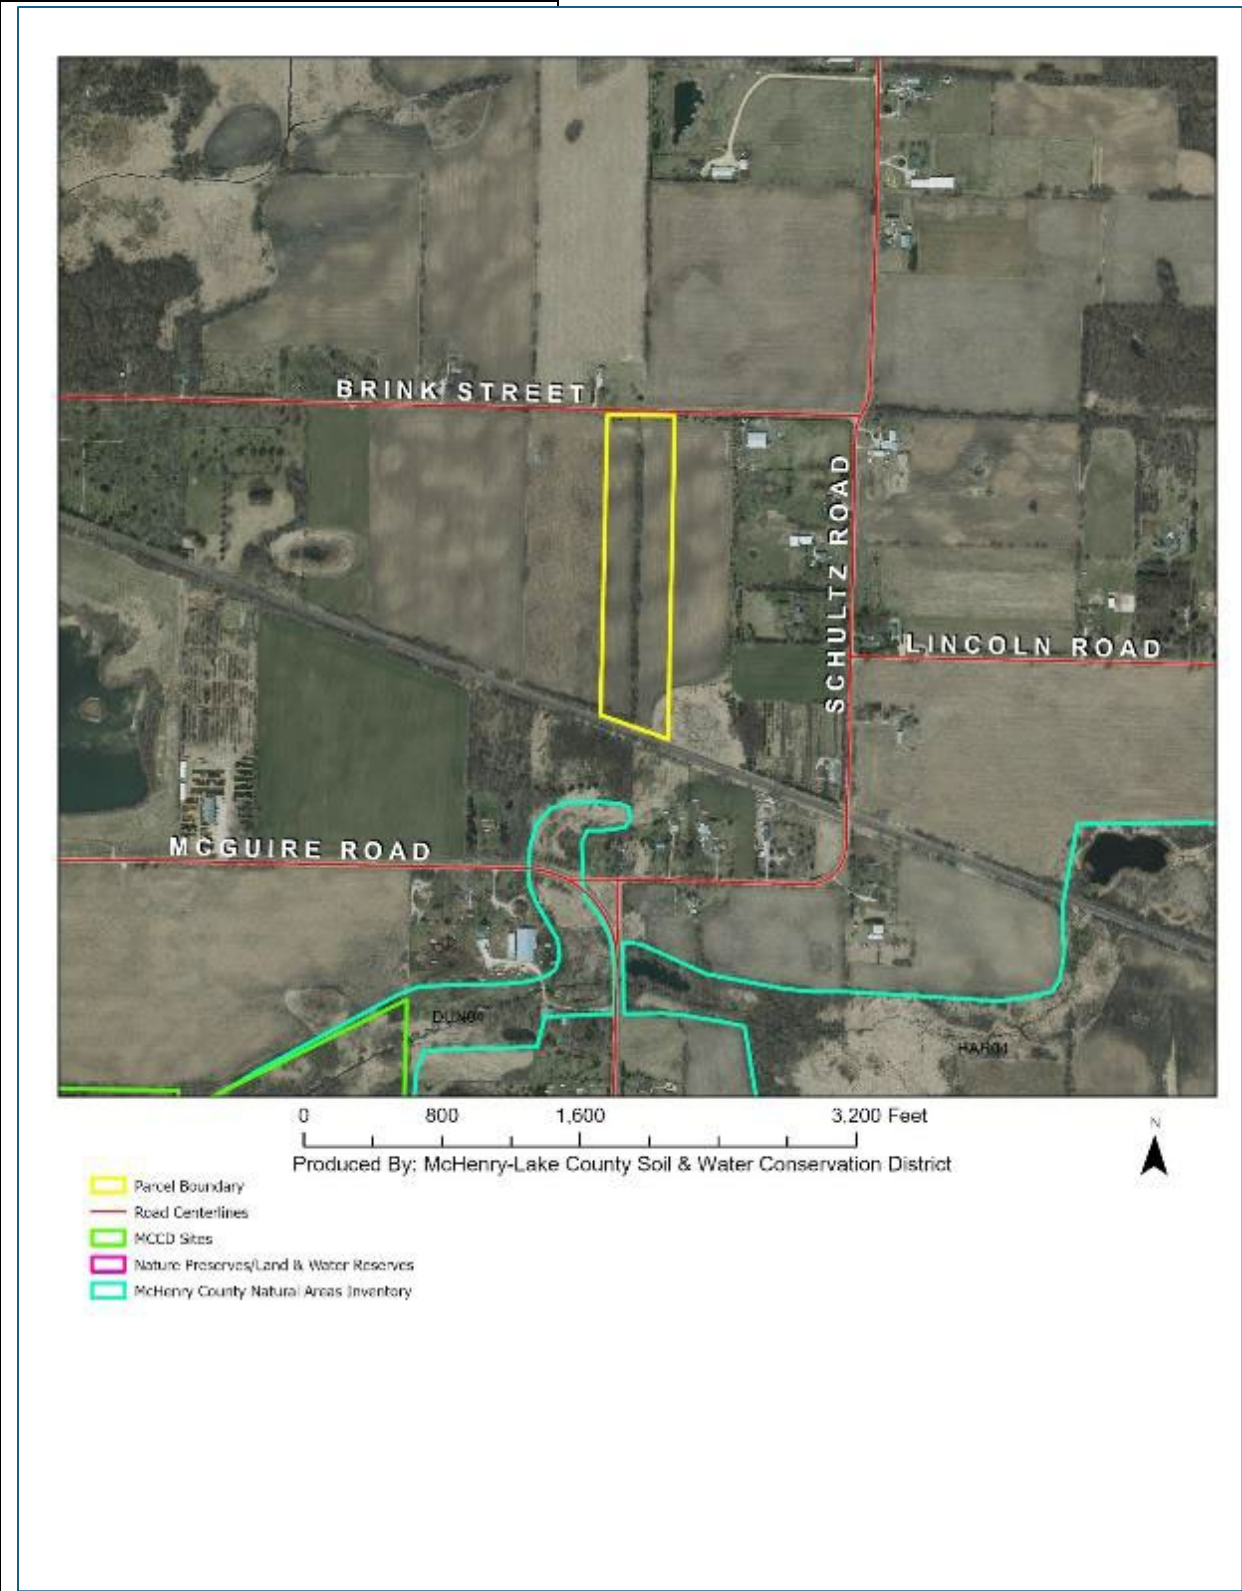 BRINK STREET
SCHULTZ ROAD
LINCOLN ROAD
MCGUIRE ROAD
DUN04
HAR01
0 800 1,600 3,200 Feet
N
Produced By: McHenry-Lake County Soil & Water Conservation District
Parcel Boundary
Road Centerlines
MCCD Sites
Nature Preserves/Land & Water Reserves
McHenry County Natural Areas Inventory